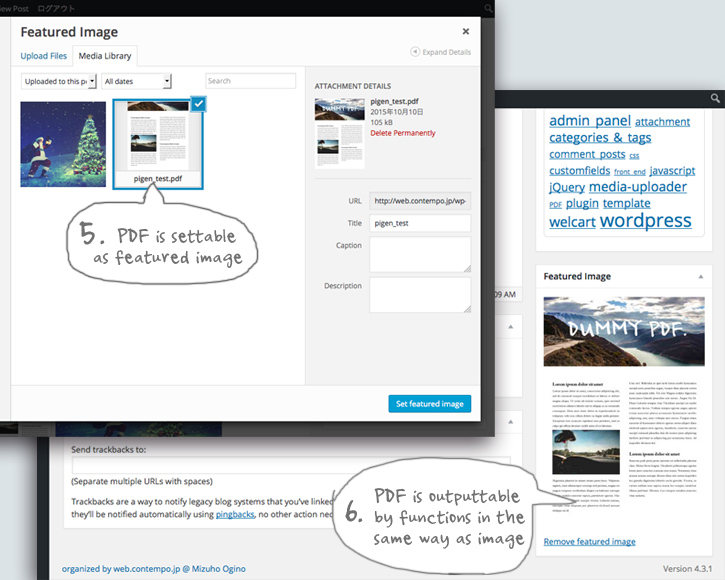 iew Post ログアウト
Featured Image
Upload Files Media Library
Expand Details
Uploaded to this p
All dates
Search
pigen_test.pdf
ATTACHMENT DETAILS
pigen_test.pdf
2015年10月10日
105 kB
Delete Permanently
URL http://web.contempo.jp/wp-
Title pigen_test
Caption
Description
5. PDF is settable
as featured image
Set featured image
admin panel attachment
categories & tags
comment posts css
customfields front end javascript
jQuery media-uploader
PDF plugin template
welcart wordpress
09 AM
Featured Image
DUMMY PDF.
Lorem ipsum dolor sit amet
Lorem ipsum dolor sit amet
Remove featured image
Send trackbacks to:
(Separate multiple URLs with spaces)
Trackbacks are a way to notify legacy blog systems that you've linked
they'll be notified automatically using pingbacks, no other action nec
6. PDF is outputtable
by functions in the
same way as image
organized by web.contempo.jp @ Mizuho Ogino
Version 4.3.1